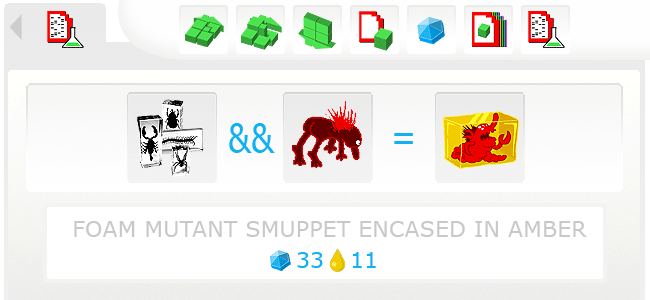 && =
FOAM MUTANT SMUPPET ENCASED IN AMBER
33 11